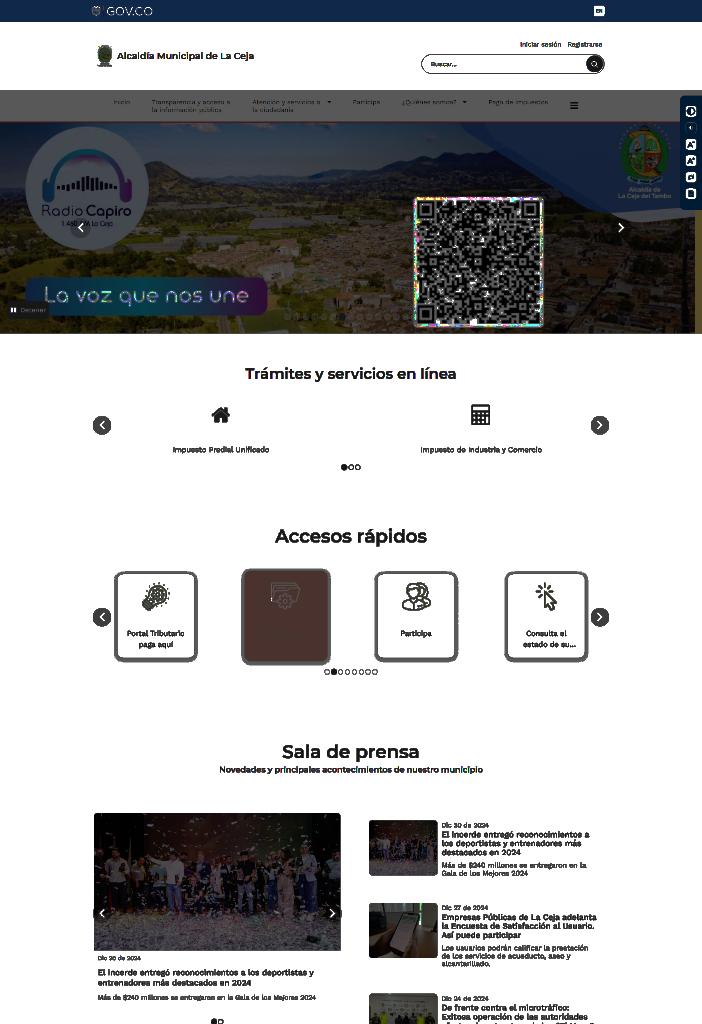 GOV.CO
EN
Alcaldía Municipal de La Ceja
Iniciar sesión Registrarse
Buscar...
Inicio
Transparencia y acceso a
la información pública
Atención y servicios a
la ciudadanía
Participa
¿Quiénes somos?
Pago de impuestos
Radio Capiro
La Ceja
Alcaldía de
La Ceja del Tambo
La voz que nos une
Detener
Trámites y servicios en línea
Impuesto Predial Unificado
Impuesto de Industria y Comercio
Accesos rápidos
Portal Tributario
paga aquí
Participa
Consulta el
estado de su...
Sala de prensa
Novedades y principales acontecimientos de nuestro municipio
Dic 30 de 2024
El Incerde entregó reconocimientos a los deportistas y
entrenadores más destacados en 2024
Más de $240 millones se entregaron en la Gala de los Mejores 2024
Dic 30 de 2024
El Incerde entregó reconocimientos a
los deportistas y entrenadores más
destacados en 2024
Más de $240 millones se entregaron en la
Gala de los Mejores 2024
Dic 27 de 2024
Empresas Públicas de La Ceja adelanta
la Encuesta de Satisfacción al Usuario.
Así puede participar
Los usuarios podrán calificar la prestación
de los servicios de acueducto, aseo y
alcantarillado.
Dic 24 de 2024
De frente contra el microtráfico:
Exitosa operación de las autoridades